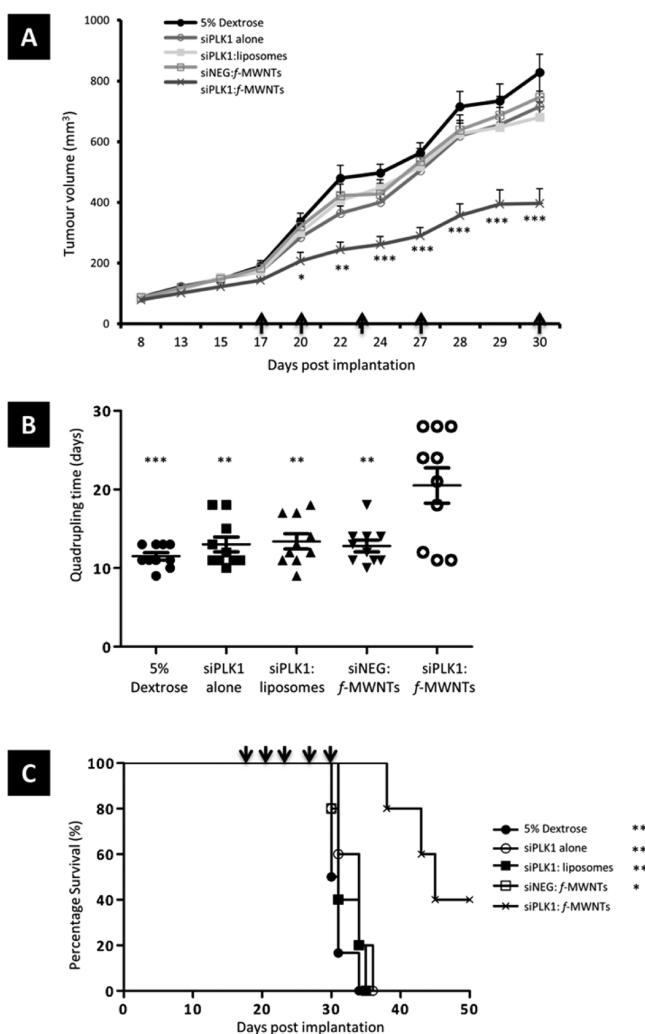 A
1000
800
600
400
200
0
Tumour volume (mm³)
5% Dextrose
siPLK1 alone
siPLK1:liposomes
siNEG:f-MWNTs
siPLK1:f-MWNTs
* ** *** *** *** *** ***
8 13 15 17 20 22 24 27 28 29 30
Days post implantation
B
30
20
10
0
Quadrupling time (days)
*** ** ** **
5% Dextrose
siPLK1 alone
siPLK1: liposomes
siNEG: f-MWNTs
siPLK1: f-MWNTs
C
100
80
60
40
20
0
Percentage Survival (%)
0 10 20 30 40 50
Days post implantation
5% Dextrose **
siPLK1 alone **
siPLK1: liposomes **
siNEG: f-MWNTs *
siPLK1: f-MWNTs